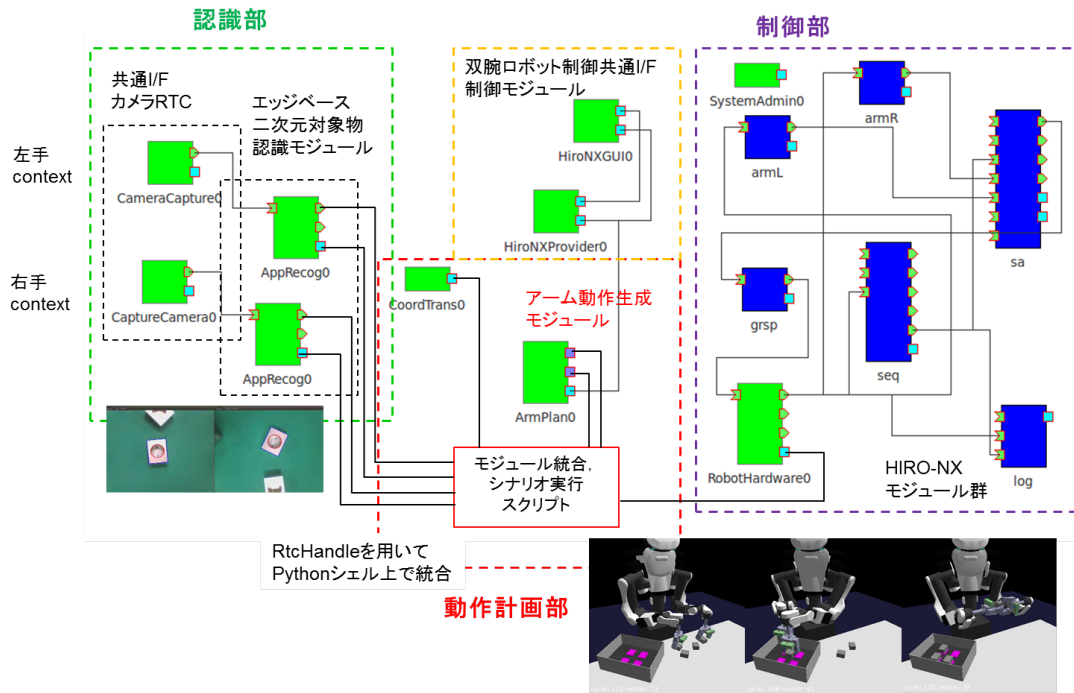 認識部
制御部
共通I/F
カメラRTC
エッジベース
二次元対象物
認識モジュール
双腕ロボット制御共通I/F
制御モジュール
左手
context
右手
context
CameraCapture0
CaptureCamera0
AppRecog0
AppRecog0
HiroNXGUI0
HiroNXProvider0
CoordTrans0
アーム動作生成
モジュール
ArmPlan0
SystemAdmin0
armR
armL
sa
grsp
seq
RobotHardware0
log
HIRO-NX
モジュール群
モジュール統合,
シナリオ実行
スクリプト
RtcHandleを用いて
Pythonシェル上で統合
動作計画部